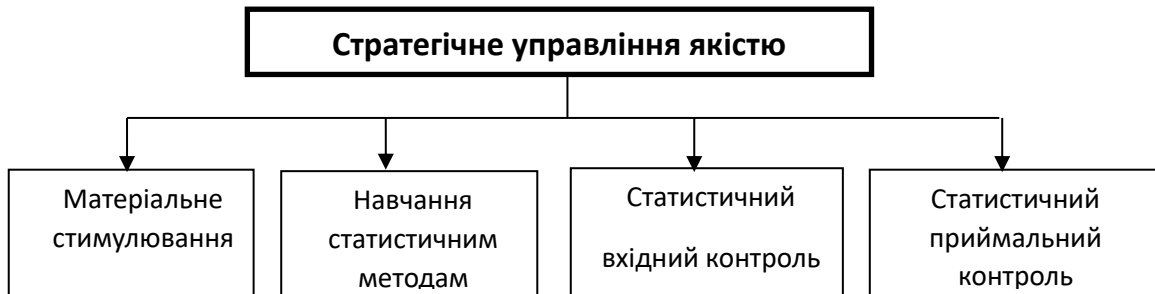 Стратегічне управління якістю
Матеріальне
стимулювання
Навчання
статистичним
методам
Статистичний
вхідний контроль
Статистичний
приймальний
контроль